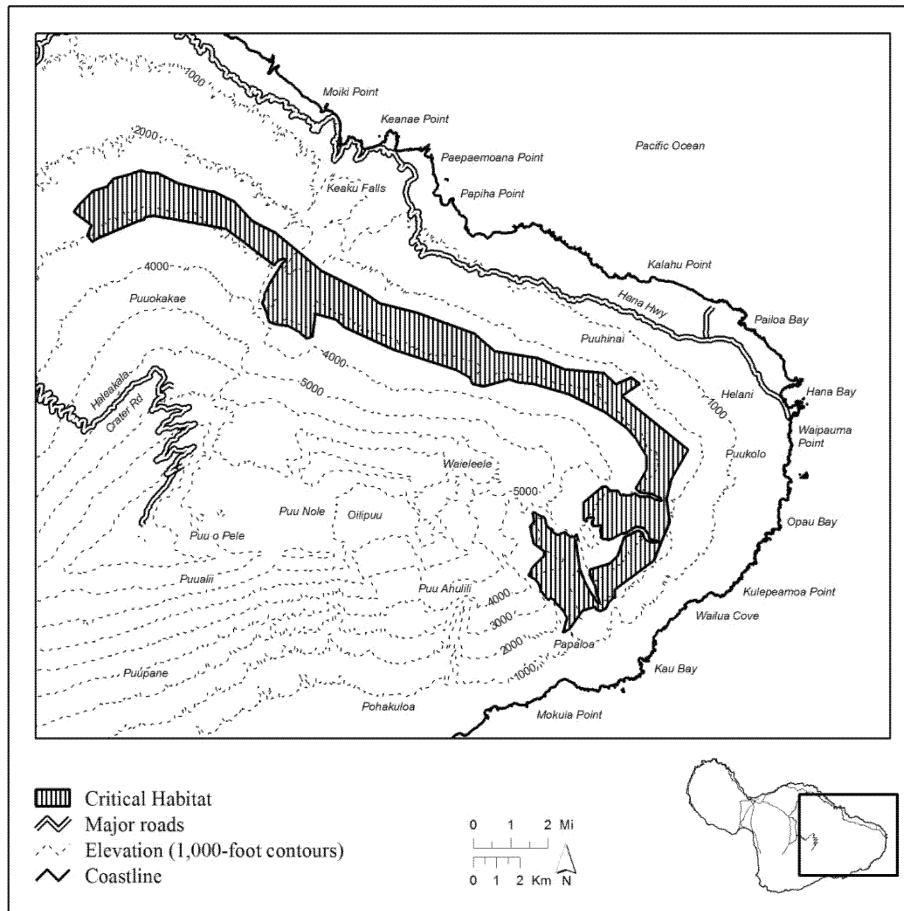 1000
Moiki Point
Keanae Point
2000
Paepaemoana Point
Pacific Ocean
Keaku Falls
Papiha Point
4000
Kalahu Point
Puuokakae
Hana Hwy
Pailoa Bay
4000
Puuhinai
Haleakala
Crater Rd
5000
1000
Helani
Hana Bay
Waipauma
Point
Waieleele
Puukolo
5000
Puu Nole
Oilipuu
Opau Bay
Puu o Pele
Puualii
Puu Ahulili
4000
Kulepeamoa Point
3000
Wailua Cove
2000
Papaloa
Puupane
1000
Kau Bay
Pohakuloa
Mokuia Point
Critical Habitat
Major roads
Elevation (1,000-foot contours)
Coastline
0 1 2 Mi
0 1 2 Km
N